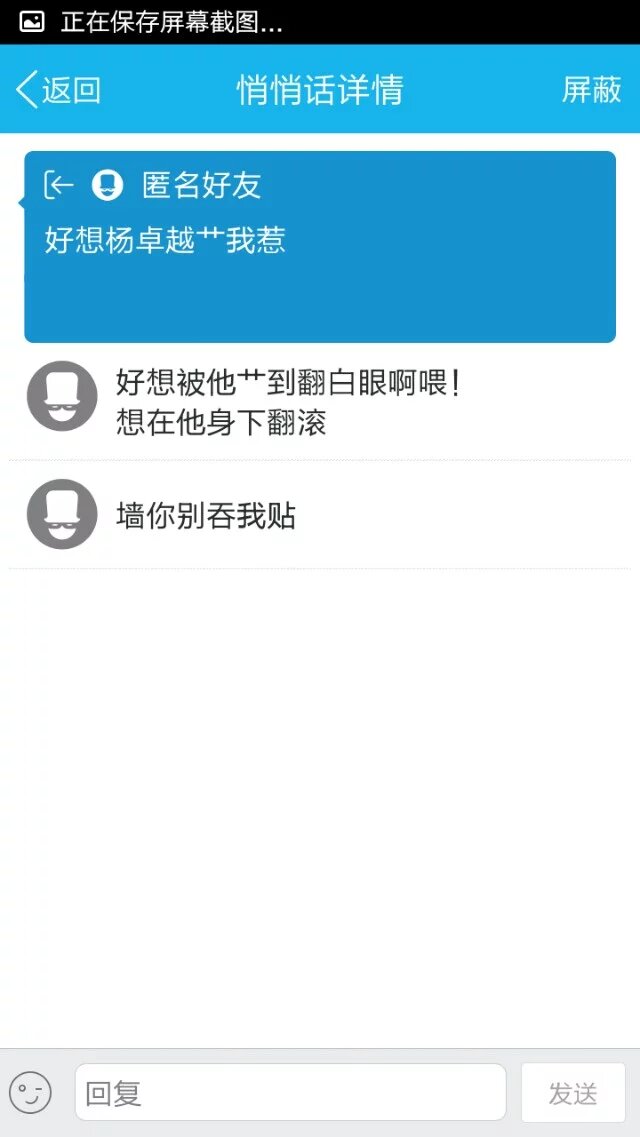 正在保存屏幕截图...
返回
悄悄话详情
屏蔽
匿名好友
好想杨卓越艹我惹
好想被他艹到翻白眼啊喂!
想在他身下翻滚
墙你别吞我贴
回复
发送